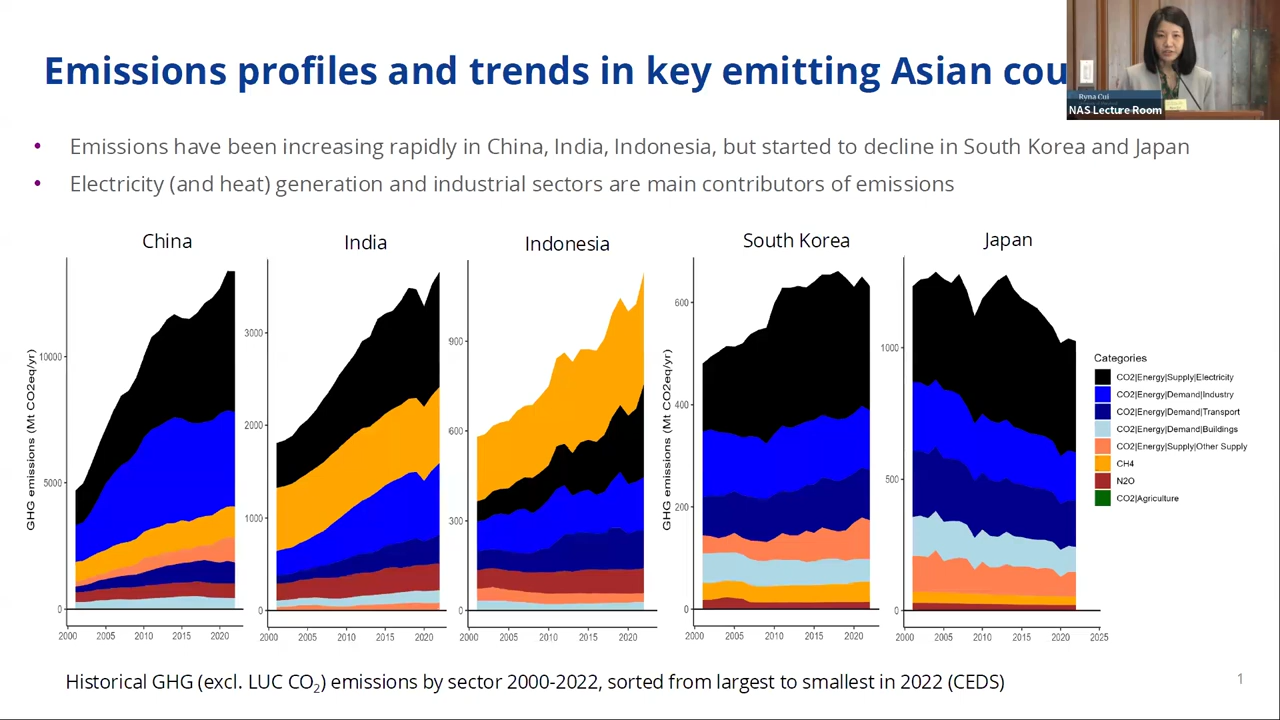 Emissions profiles and trends in key emitting Asian cou
Ryna Cui
NAS Lecture Room
• Emissions have been increasing rapidly in China, India, Indonesia, but started to decline in South Korea and Japan
• Electricity (and heat) generation and industrial sectors are main contributors of emissions
China
India
Indonesia
South Korea
Japan
GHG emissions (Mt CO2eq/yr)
10000
5000
0
2000 2005 2010 2015 2020
3000
2000
1000
0
2000 2005 2010 2015 2020
900
600
300
0
2000 2005 2010 2015 2020
GHG emissions (Mt CO2eq/yr)
600
400
200
0
2000 2005 2010 2015 2020
1000
500
0
2000 2005 2010 2015 2020 2025
Categories
CO2|Energy|Supply|Electricity
CO2|Energy|Demand|Industry
CO2|Energy|Demand|Transport
CO2|Energy|Demand|Buildings
CO2|Energy|Supply|Other Supply
CH4
N2O
CO2|Agriculture
Historical GHG (excl. LUC CO₂) emissions by sector 2000-2022, sorted from largest to smallest in 2022 (CEDS)
1